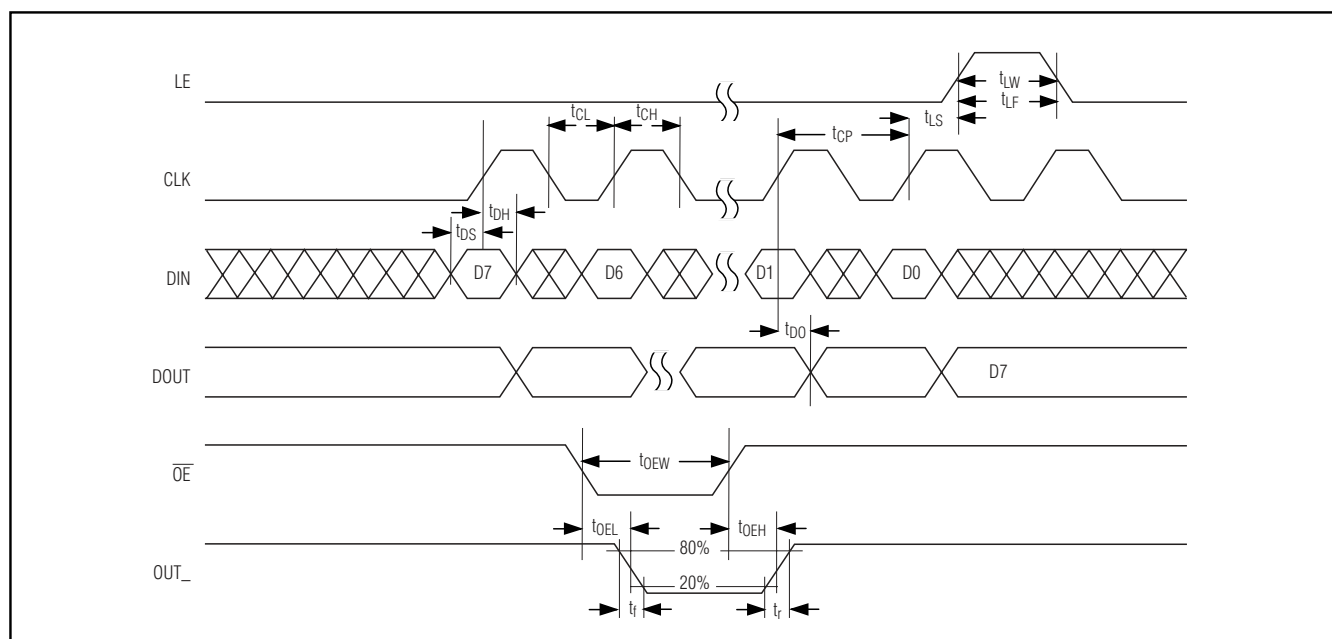 LE
tLW
tLF
tCL
tCH
tLS
tCP
CLK
tDH
tDS
DIN
D7
D6
D1
D0
tDO
DOUT
D7
OE
tOEW
tOEL
tOEH
80%
OUT_
20%
tf
tr